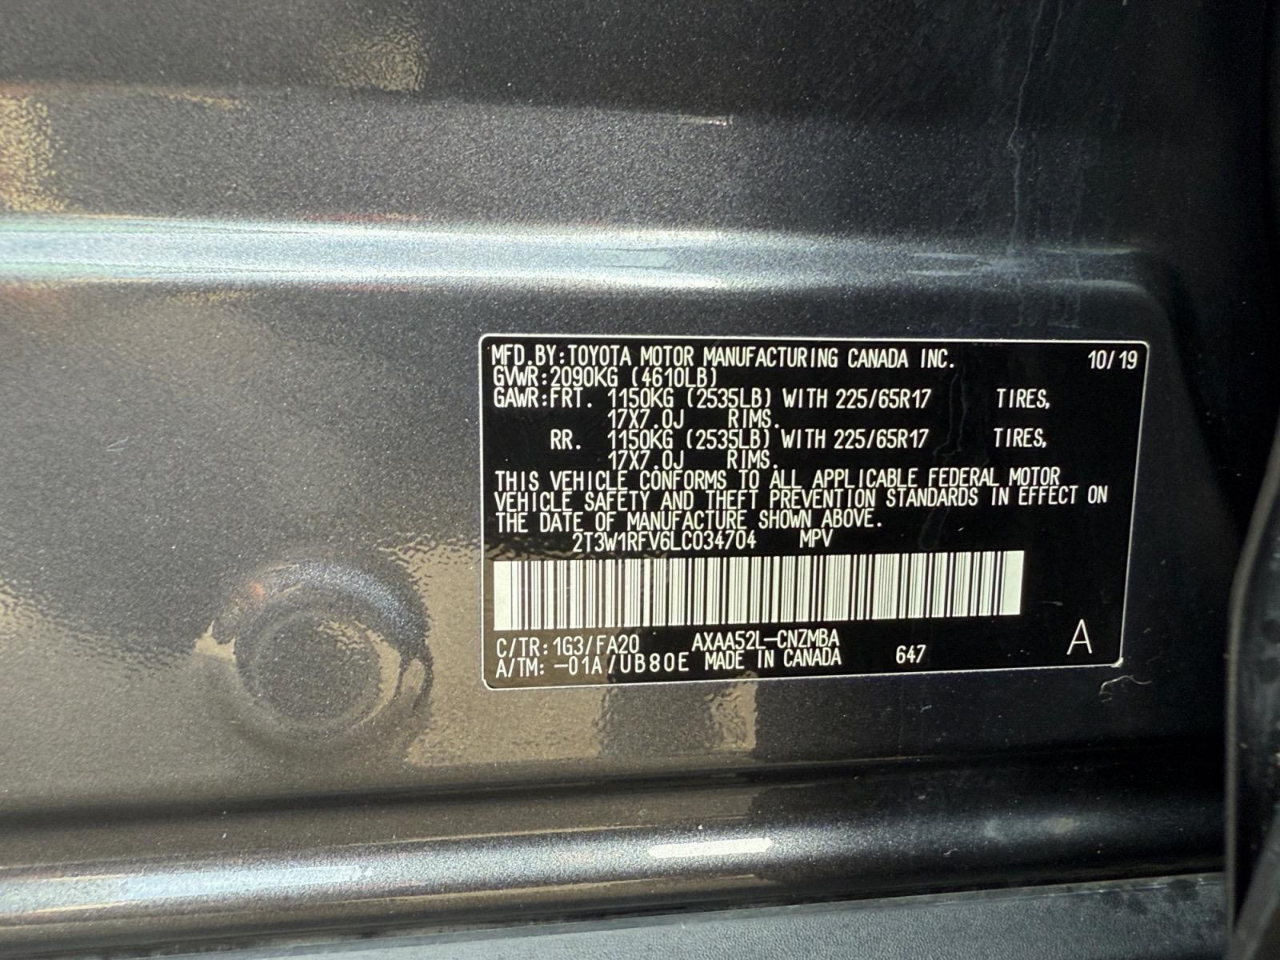 MFD.BY:TOYOTA MOTOR MANUFACTURING CANADA INC. 10/19
GVWR:2090KG (4610LB)
GAWR:FRT. 1150KG (2535LB) WITH 225/65R17 TIRES,
17X7.0J RIMS.
RR. 1150KG (2535LB) WITH 225/65R17 TIRES,
17X7.0J RIMS.
THIS VEHICLE CONFORMS TO ALL APPLICABLE FEDERAL MOTOR
VEHICLE SAFETY AND THEFT PREVENTION STANDARDS IN EFFECT ON
THE DATE OF MANUFACTURE SHOWN ABOVE.
2T3W1RFV6LC034704 MPV
C/TR:1G3/FA20 AXAA52L-CNZMBA
A/TM:-01A/UB80E MADE IN CANADA 647 A